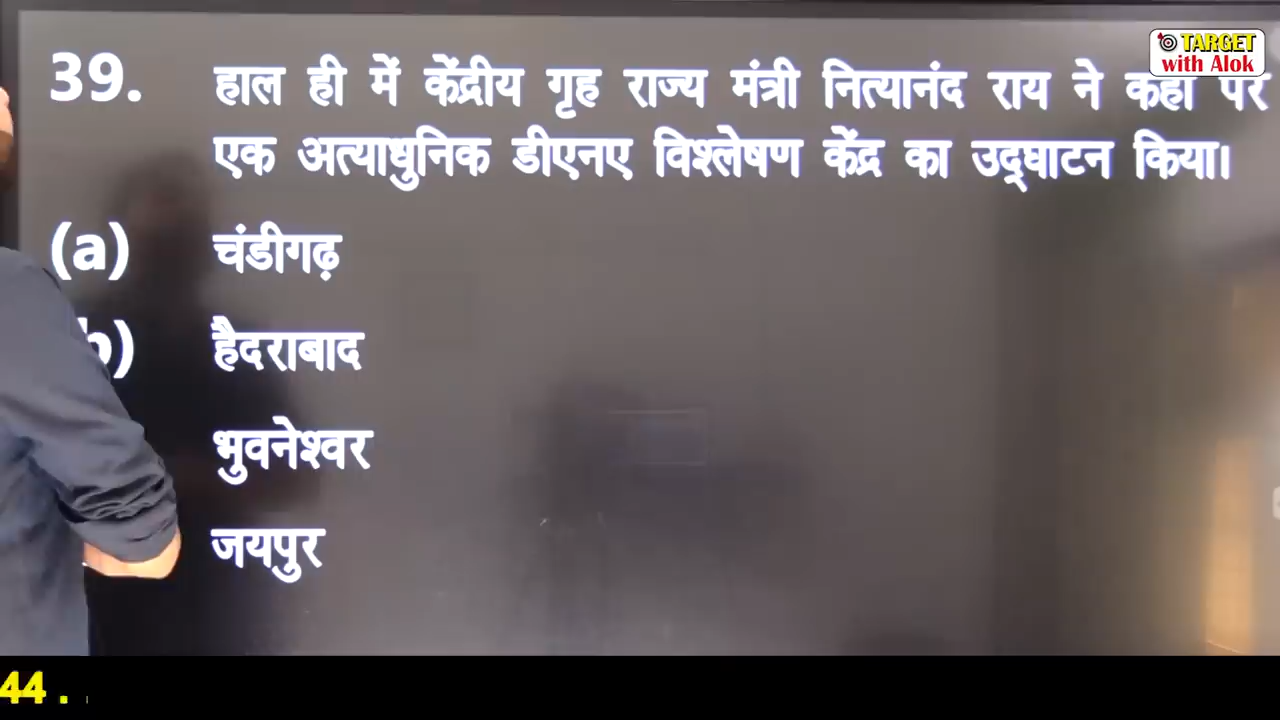 TARGET
with Alok
39. हाल ही में केंद्रीय गृह राज्य मंत्री नित्यानंद राय ने कहाँ पर
एक अत्याधुनिक डीएनए विश्लेषण केंद्र का उद्घाटन किया।
(a) चंडीगढ़
b) हैदराबाद
भुवनेश्वर
जयपुर
44 .